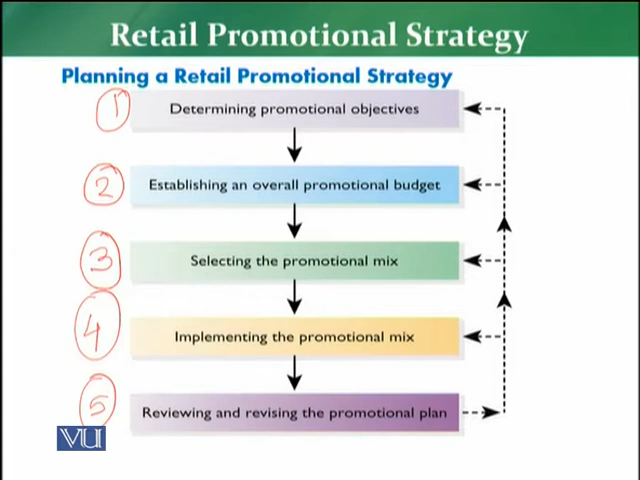 Retail Promotional Strategy
Planning a Retail Promotional Strategy
1 Determining promotional objectives
2 Establishing an overall promotional budget
3 Selecting the promotional mix
4 Implementing the promotional mix
5 Reviewing and revising the promotional plan
VU